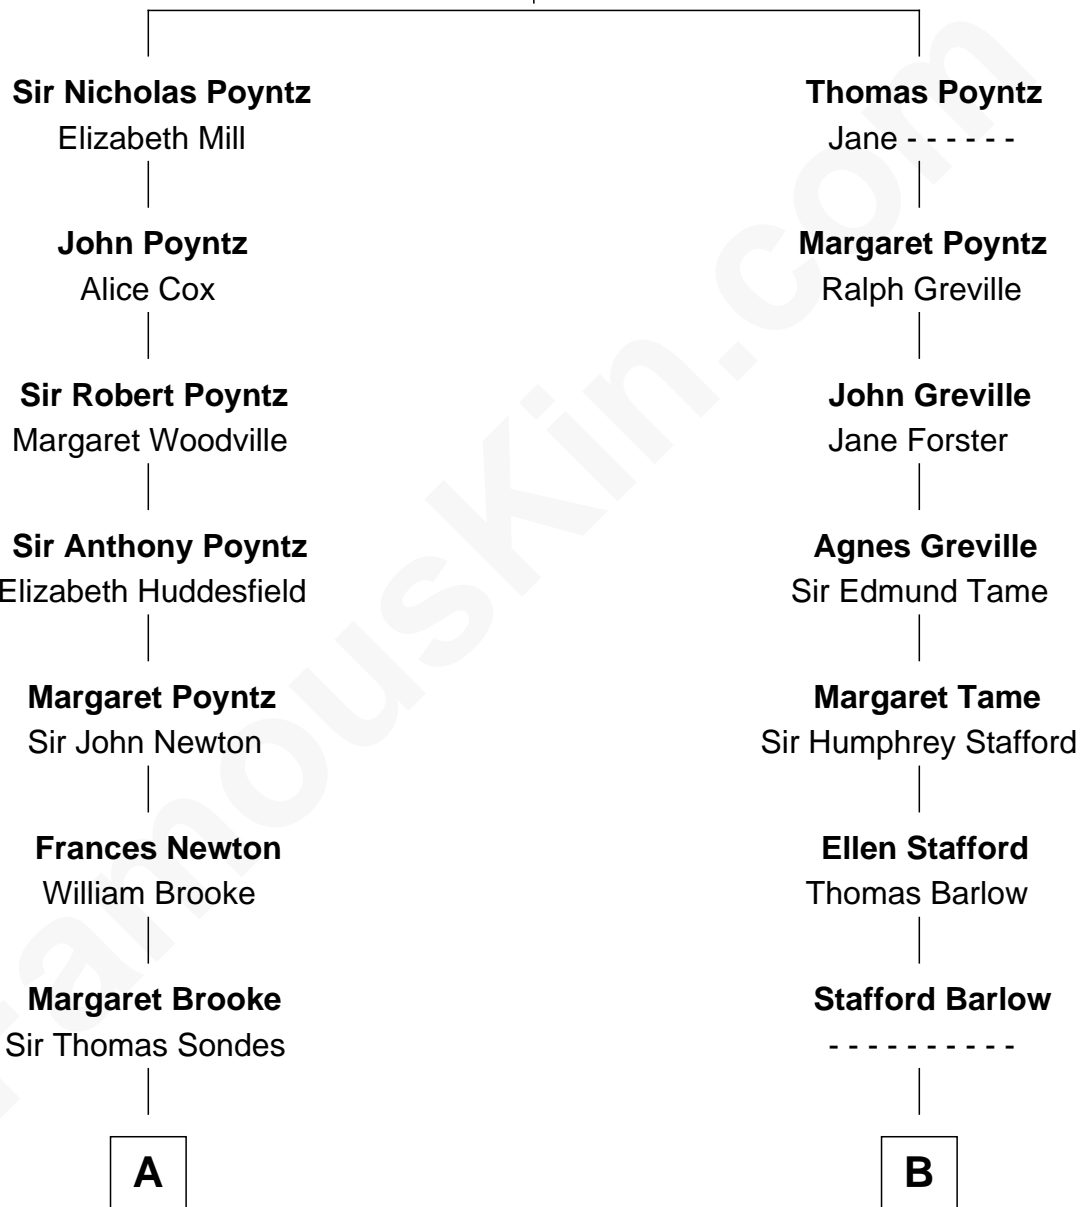 Sir Nicholas Poyntz
Elizabeth Mill
John Poyntz
Alice Cox
Sir Robert Poyntz
Margaret Woodville
Sir Anthony Poyntz
Elizabeth Huddesfield
Margaret Poyntz
Sir John Newton
Frances Newton
William Brooke
Margaret Brooke
Sir Thomas Sondes
A
Thomas Poyntz
Jane - - - - - -
Margaret Poyntz
Ralph Greville
John Greville
Jane Forster
Agnes Greville
Sir Edmund Tame
Margaret Tame
Sir Humphrey Stafford
Ellen Stafford
Thomas Barlow
Stafford Barlow
- - - - - - - - - -
B
FamousKin.com